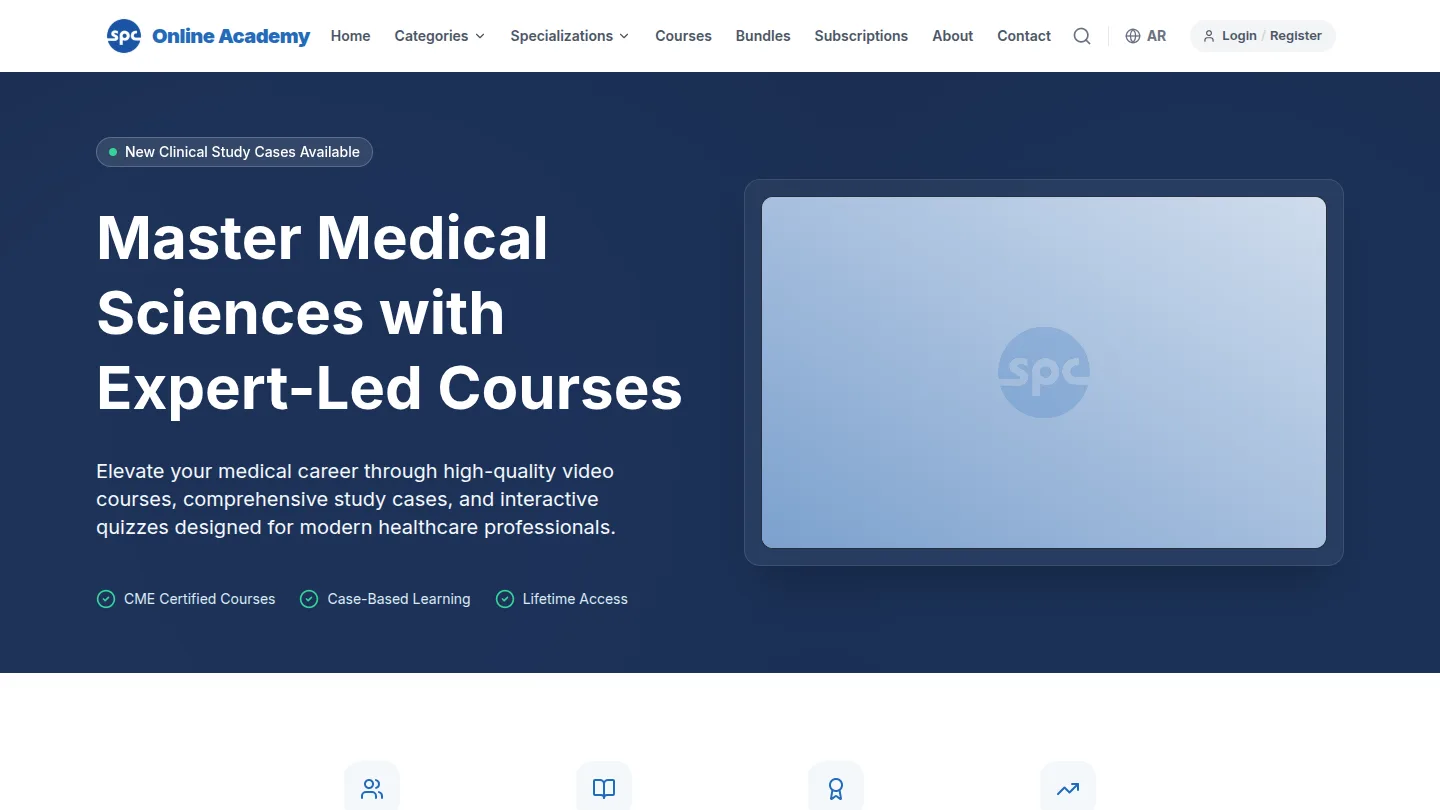 spc Online Academy Home Categories Specializations Courses Bundles Subscriptions About Contact AR Login / Register
New Clinical Study Cases Available
Master Medical
Sciences with
Expert-Led Courses
Elevate your medical career through high-quality video
courses, comprehensive study cases, and interactive
quizzes designed for modern healthcare professionals.
CME Certified Courses Case-Based Learning Lifetime Access
spc